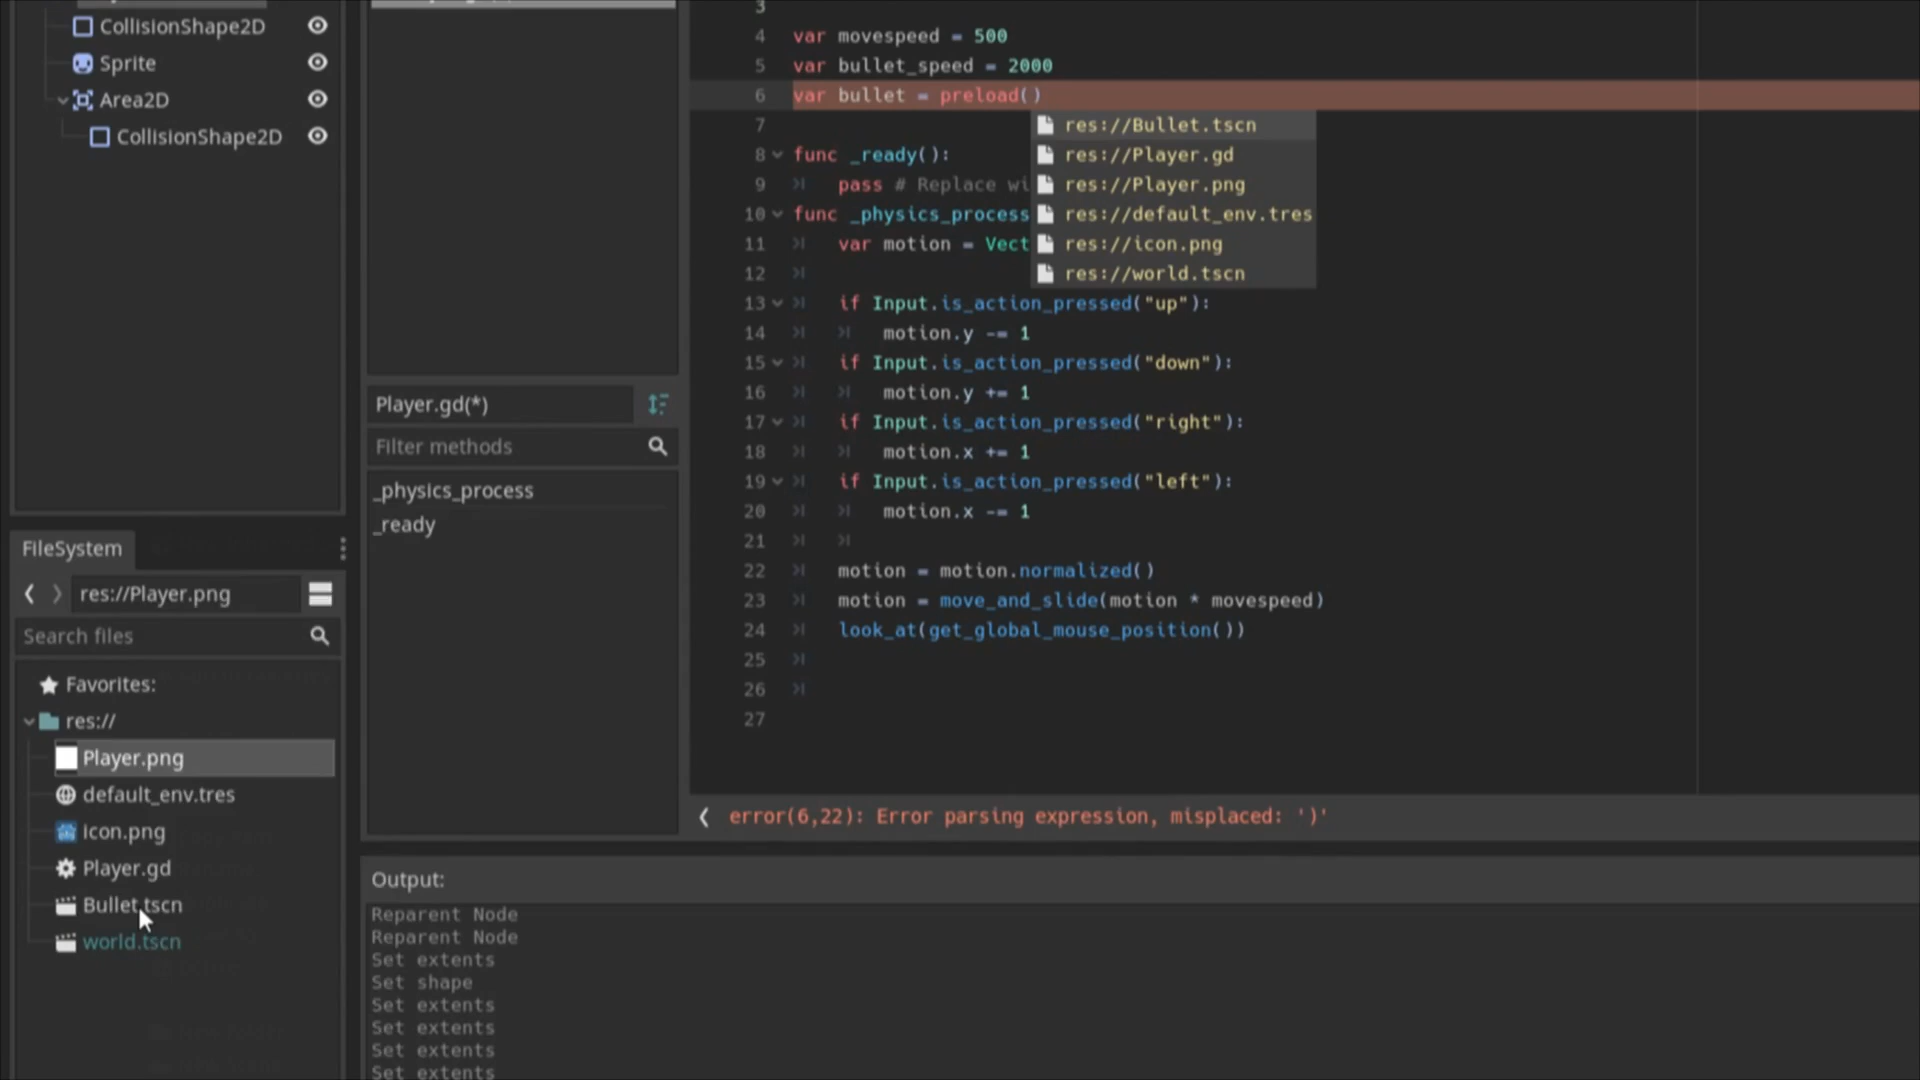 CollisionShape2D
Sprite
Area2D
CollisionShape2D
FileSystem
res://Player.png
Search files
Favorites:
res://
Player.png
default_env.tres
icon.png
Player.gd
Bullet.tscn
world.tscn
Player.gd(*)
Filter methods
_physics_process
_ready
3
4 var movespeed = 500
5 var bullet_speed = 2000
6 var bullet = preload()
7
res://Bullet.tscn
res://Player.gd
res://Player.png
res://default_env.tres
res://icon.png
res://world.tscn
8 func _ready():
9 pass # Replace wi
10 func _physics_process
11 var motion = Vect
12
13 if Input.is_action_pressed("up"):
14 motion.y -= 1
15 if Input.is_action_pressed("down"):
16 motion.y += 1
17 if Input.is_action_pressed("right"):
18 motion.x += 1
19 if Input.is_action_pressed("left"):
20 motion.x -= 1
21
22 motion = motion.normalized()
23 motion = move_and_slide(motion * movespeed)
24 look_at(get_global_mouse_position())
25
26
27
error(6,22): Error parsing expression, misplaced: ')'
Output:
Reparent Node
Reparent Node
Set extents
Set shape
Set extents
Set extents
Set extents
Set extents